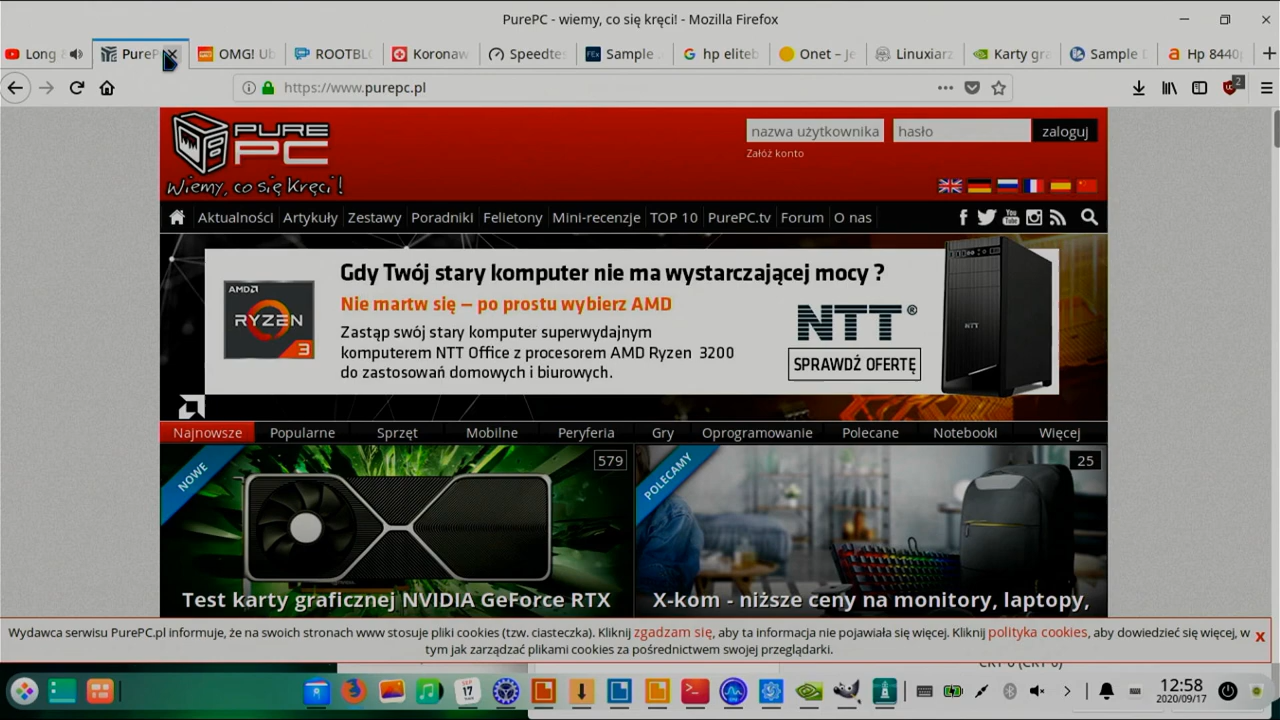 PurePC - wiemy, co się kręci! - Mozilla Firefox
Long
PureP
OMG! Ub
ROOTBLO
Koronaw
Speedtes
Sample
hp eliteb
Onet – Je
Linuxiarz
Karty gra
Sample D
Hp 8440p
https://www.purepc.pl
2
PURE
PC
Wiemy, co się Kręci!
nazwa użytkownika
hasło
zaloguj
Załóż konto
Aktualności Artykuły Zestawy Poradniki Felietony Mini-recenzje TOP 10 PurePC.tv Forum O nas
Gdy Twój stary komputer nie ma wystarczającej mocy ?
Nie martw się – po prostu wybierz AMD
Zastąp swój stary komputer superwydajnym
komputerem NTT Office z procesorem AMD Ryzen 3200
do zastosowań domowych i biurowych.
AMD
RYZEN
3
NTT®
SPRAWDŹ OFERTĘ
NTT
Najnowsze Popularne Sprzęt Mobilne Peryferia Gry Oprogramowanie Polecane Notebooki Więcej
NOWE
579
Test karty graficznej NVIDIA GeForce RTX
POLECAMY
25
X-kom - niższe ceny na monitory, laptopy,
Wydawca serwisu PurePC.pl informuje, że na swoich stronach www stosuje pliki cookies (tzw. ciasteczka). Kliknij zgadzam się, aby ta informacja nie pojawiała się więcej. Kliknij polityka cookies, aby dowiedzieć się więcej, w
tym jak zarządzać plikami cookies za pośrednictwem swojej przeglądarki.
x
SEP
17
12:58
2020/09/17